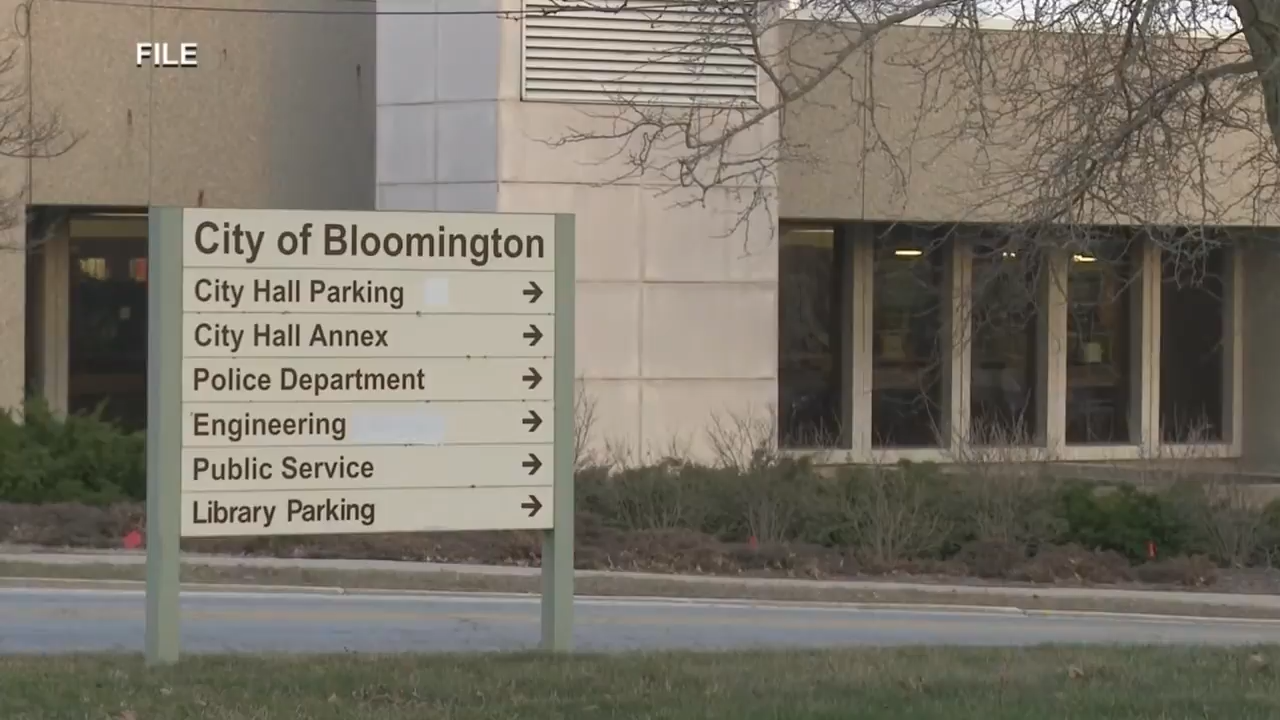 FILE
City of Bloomington
City Hall Parking →
City Hall Annex →
Police Department →
Engineering →
Public Service →
Library Parking →